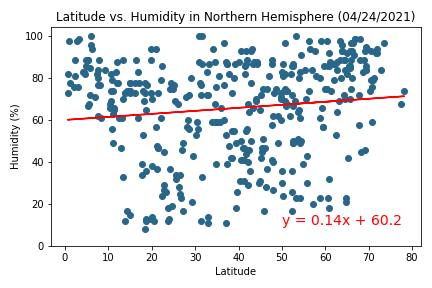 Latitude vs. Humidity in Northern Hemisphere (04/24/2021)
100
80
60
40
20
0
Humidity (%)
y = 0.14x + 60.2
0 10 20 30 40 50 60 70 80
Latitude